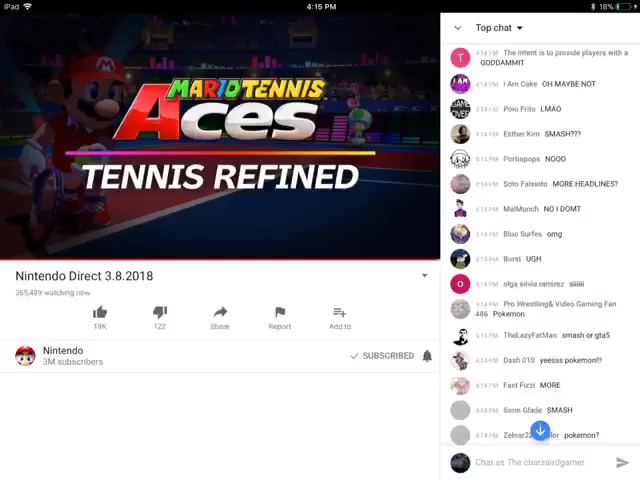 iPad
4:15 PM
18%
MARIO TENNIS
Aces
TENNIS REFINED
Nintendo Direct 3.8.2018
365,489 watching now
19K
122
Share
Report
Add to
Nintendo
3M subscribers
SUBSCRIBED
Top chat
4:14 PM The intent is to provide players with a
GODDAMMIT
4:14 PM I Am Cake OH MAYBE NOT
4:14 PM Poiu Frito LMAO
4:14 PM Esther Kim SMASH???
4:14 PM Portiepops NOOO
4:14 PM Soto Falseito MORE HEADLINES?
4:14 PM MalMunch NO I DOMT
4:14 PM Bluo Surfes omg
4:14 PM Burst UGH
4:14 PM olga silvia ramirez siiiiii
4:14 PM Pro Wrestling& Video Gaming Fan
486 Pokemon
4:14 PM TheLazyFatMan smash or gta5
4:14 PM Dash 010 yeesss pokemon!!!
4:14 PM Fast Fizzi MORE
4:14 PM Glade SMASH
4:14 PM pokemon?
Chat as The charzairdgamer